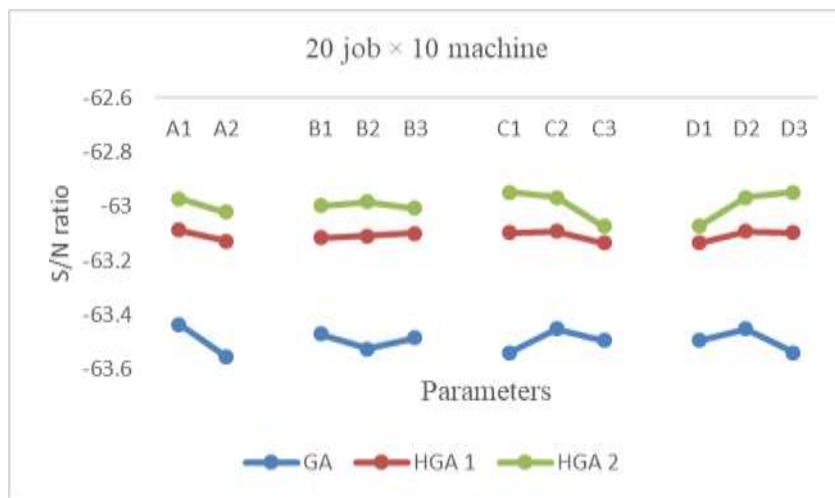 20 job × 10 machine
-62.6
A1 A2 B1 B2 B3 C1 C2 C3 D1 D2 D3
-62.8
-63
-63.2
-63.4
-63.6
S/N ratio
Parameters
GA HGA 1 HGA 2